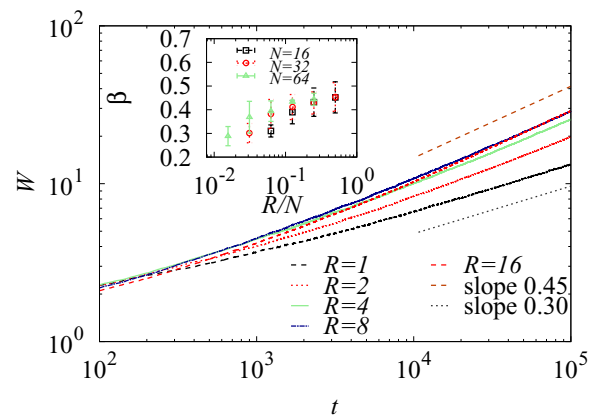 10^2
0.7
0.6
0.5
0.4
0.3
0.2
β
N=16
N=32
N=64
10^-2 10^-1 10^0
R/N
W
10^1
10^0
R=1
R=2
R=4
R=8
R=16
slope 0.45
slope 0.30
10^2 10^3 10^4 10^5
t